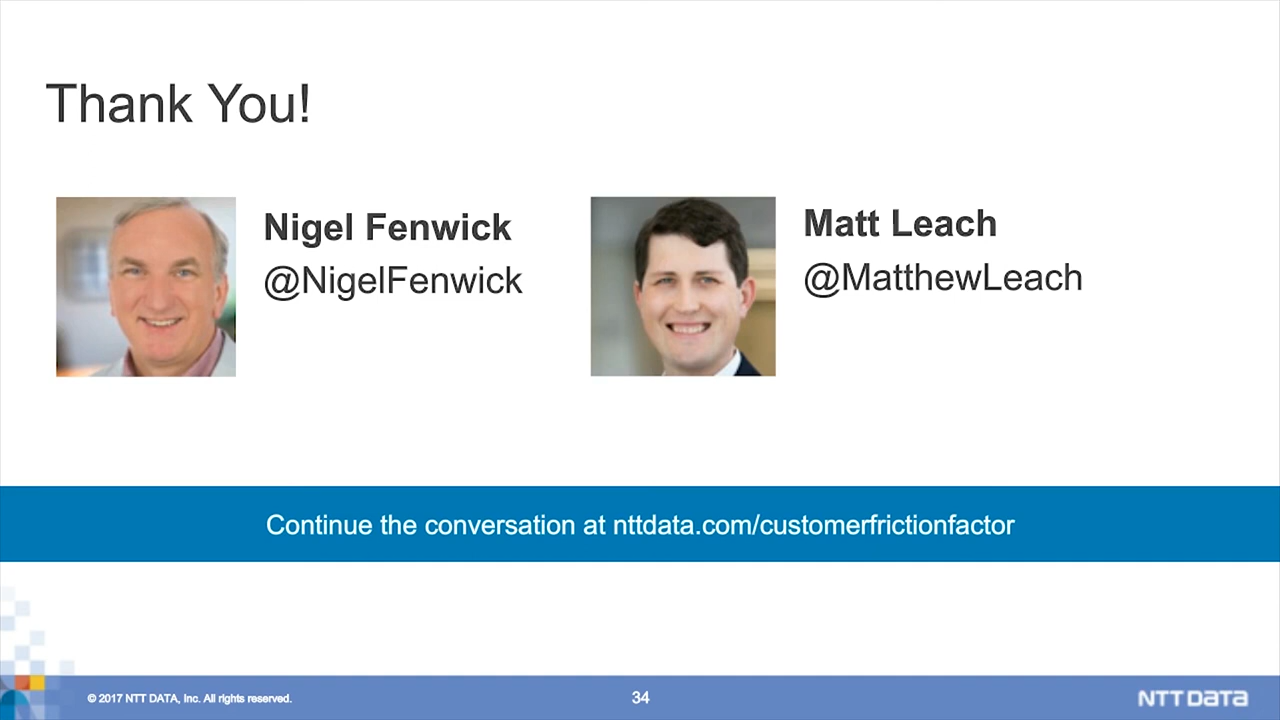 Thank You!
Nigel Fenwick
@NigelFenwick
Matt Leach
@MatthewLeach
Continue the conversation at nttdata.com/customerfrictionfactor
© 2017 NTT DATA, Inc. All rights reserved.
34
NTT DATA